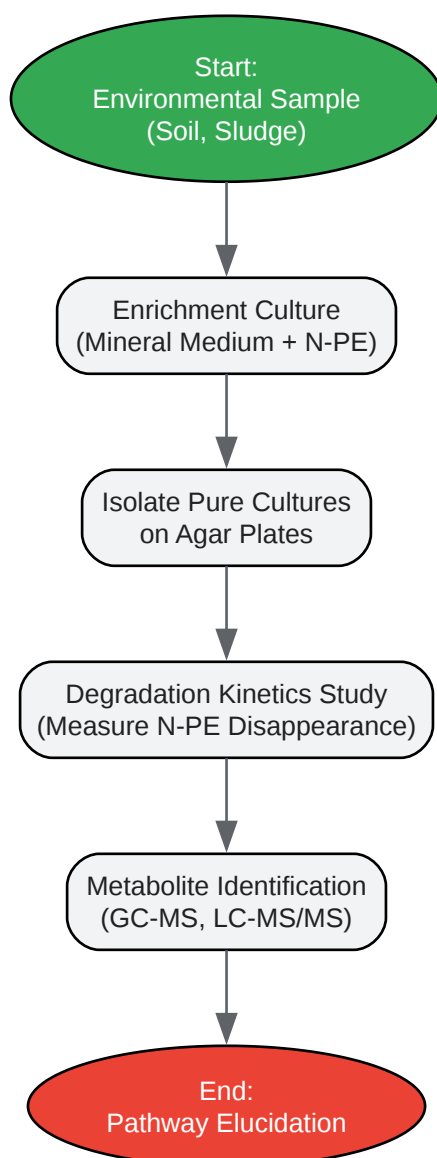 Start:
Environmental Sample
(Soil, Sludge)
Enrichment Culture
(Mineral Medium + N-PE)
Isolate Pure Cultures
on Agar Plates
Degradation Kinetics Study
(Measure N-PE Disappearance)
Metabolite Identification
(GC-MS, LC-MS/MS)
End:
Pathway Elucidation